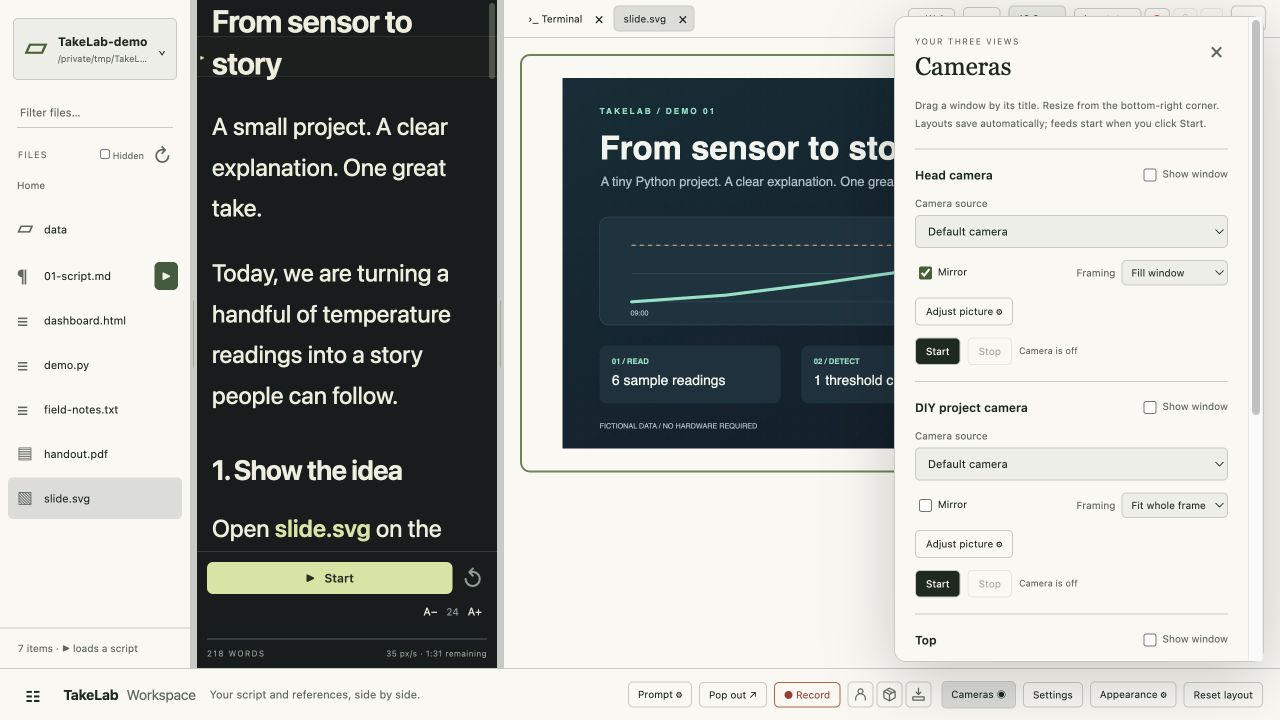 TakeLab-demo
/private/tmp/TakeL...
Filter files...
FILES
Hidden
Home
data
01-script.md
dashboard.html
demo.py
field-notes.txt
handout.pdf
slide.svg
7 items · ▶ loads a script
From sensor to
story
A small project. A clear
explanation. One great
take.
Today, we are turning a
handful of temperature
readings into a story
people can follow.
1. Show the idea
Open slide.svg on the
▶ Start
A− 24 A+
218 WORDS
35 px/s · 1:31 remaining
>_ Terminal
slide.svg
TAKELAB / DEMO 01
From sensor to sto
A tiny Python project. A clear explanation. One grea
09:00
01 / READ
6 sample readings
02 / DETECT
1 threshold c
FICTIONAL DATA / NO HARDWARE REQUIRED
YOUR THREE VIEWS
Cameras
Drag a window by its title. Resize from the bottom-right corner.
Layouts save automatically; feeds start when you click Start.
Head camera
Show window
Camera source
Default camera
Mirror
Framing
Fill window
Adjust picture
Start
Stop
Camera is off
DIY project camera
Show window
Camera source
Default camera
Mirror
Framing
Fit whole frame
Adjust picture
Start
Stop
Camera is off
Top
Show window
TakeLab Workspace
Your script and references, side by side.
Prompt
Pop out ↗
Record
Cameras
Settings
Appearance
Reset layout